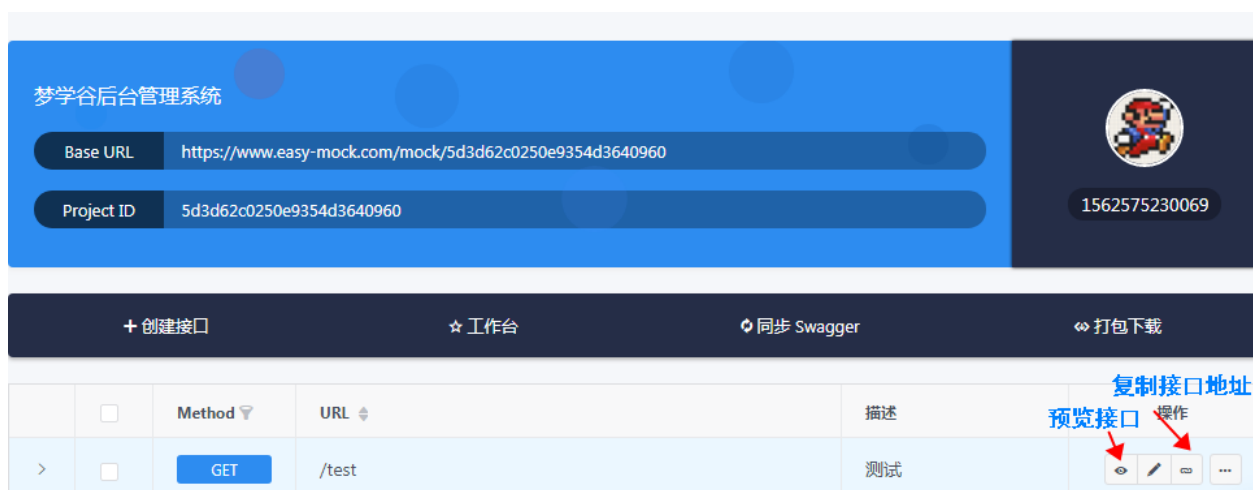 梦学谷后台管理系统
Base URL https://www.easy-mock.com/mock/5d3d62c0250e9354d3640960
Project ID 5d3d62c0250e9354d3640960
1562575230069
创建接口 工作台 同步 Swagger 打包下载
复制接口地址
Method URL 描述 操作
预览接口
GET /test 测试